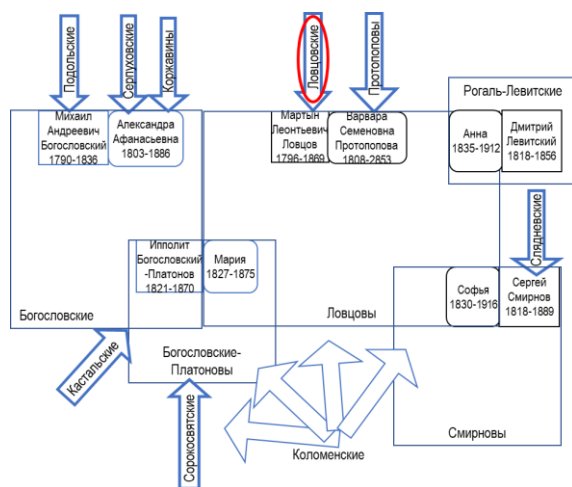 Подольские
Серпуховские
Коржавины
Ловцовские
Протопоповы
Рогаль-Левитские
Михаил
Андреевич
Богословский
1790-1836
Александра
Афанасьевна
1803-1886
Мартын
Леонтьевич
Ловцов
1796-1869
Варвара
Семеновна
Протопопова
1808-2853
Анна
1835-1912
Дмитрий
Левитский
1818-1856
Слядневские
Ипполит
Богословский
-Платонов
1821-1870
Мария
1827-1875
Софья
1830-1916
Сергей
Смирнов
1818-1889
Богословские
Ловцовы
Кастальские
Богословские-
Платоновы
Сорокосвятские
Коломенские
Смирновы